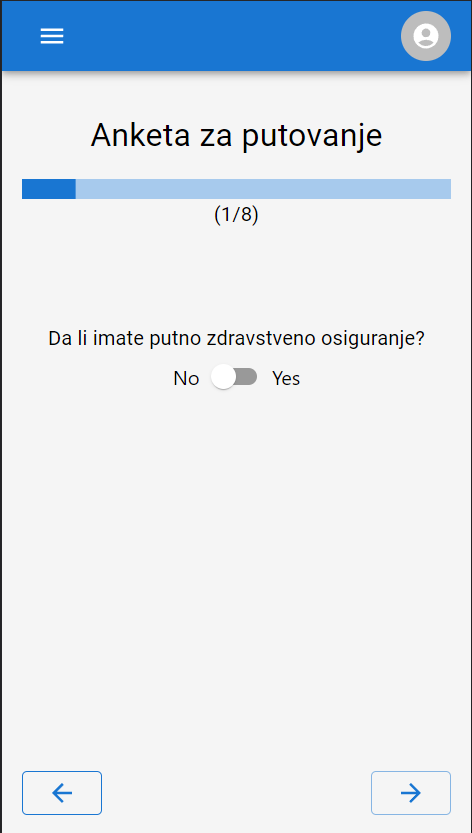 Anketa za putovanje
(1/8)
Da li imate putno zdravstveno osiguranje?
No Yes